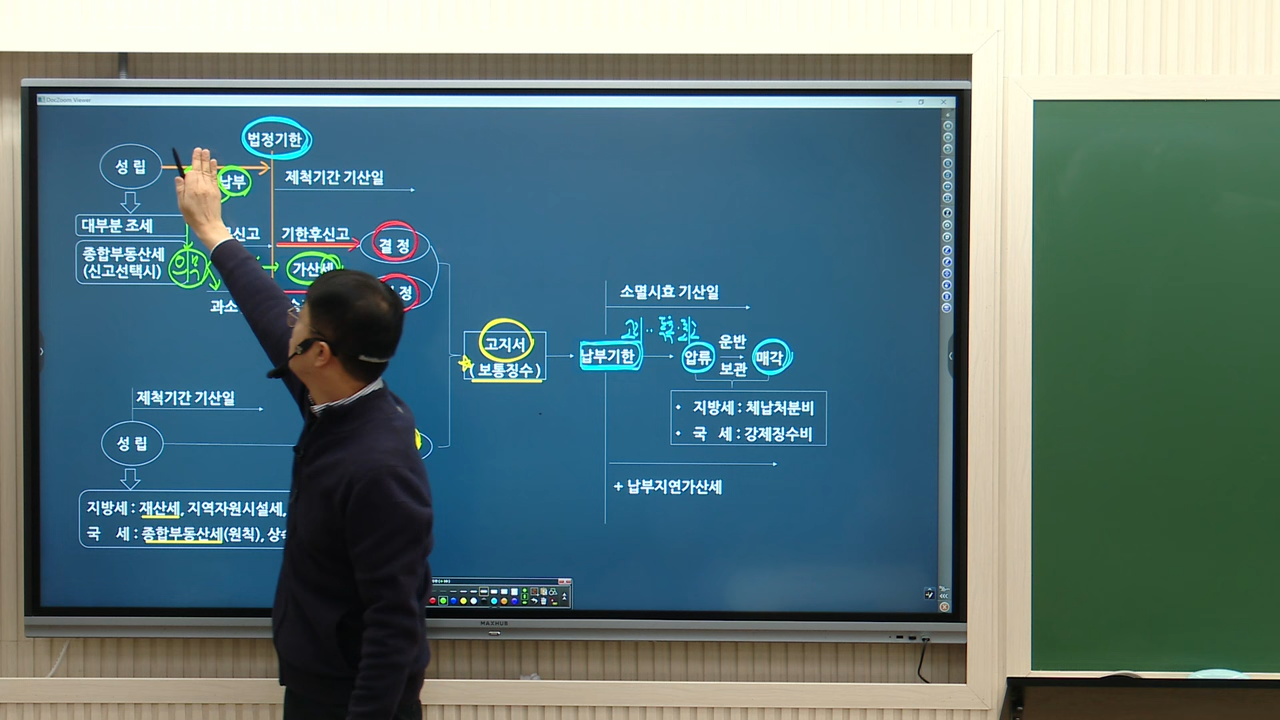 DocZoom Viewer
법정기한
성 립
납부
제척기간 기산일
대부분 조세
신고
기한후신고
결 정
종합부동산세
(신고선택시)
의무
가산세
정
과소
소멸시효 기산일
고지서
(보통징수)
납부기한
압류
운반
보관
매각
제척기간 기산일
• 지방세 : 체납처분비
• 국 세 : 강제징수비
성 립
+ 납부지연가산세
지방세 : 재산세, 지역자원시설세,
국 세 : 종합부동산세(원칙), 상속
MAXHUB